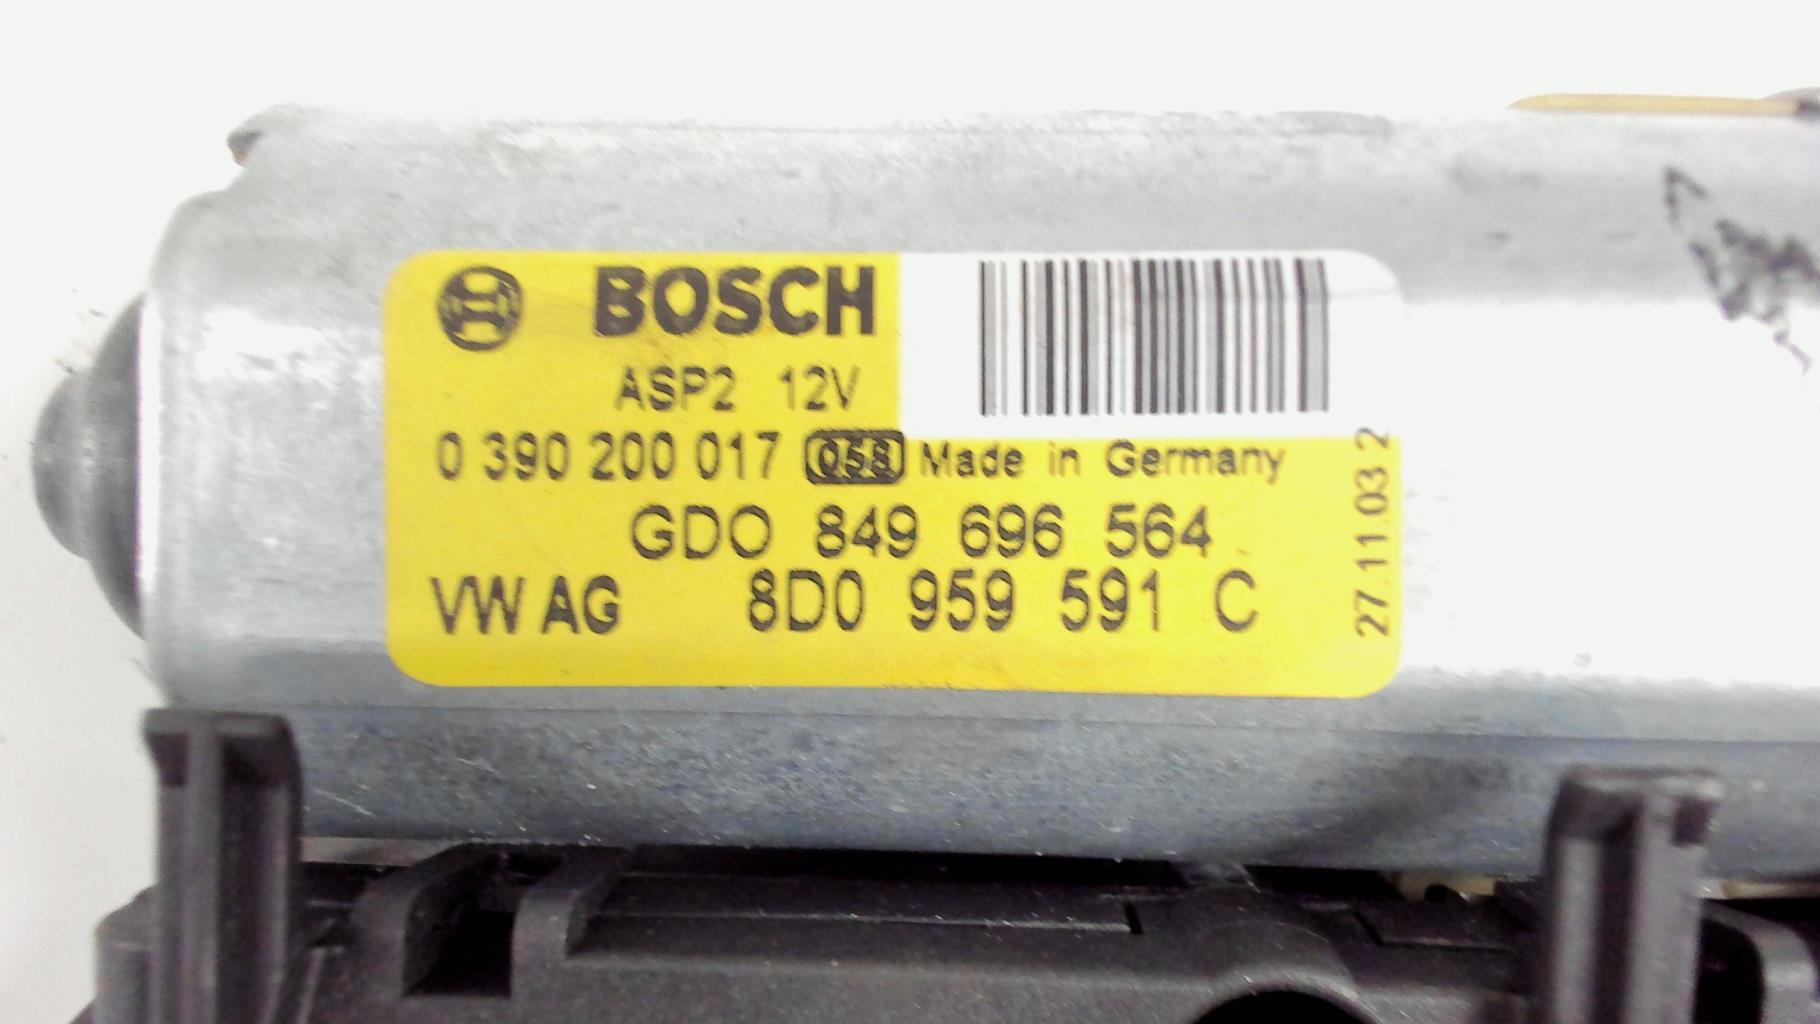 BOSCH
ASP2 12V
0 390 200 017 058 Made in Germany
GDO 849 696 564
VW AG 8D0 959 591 C
27.11.03 2